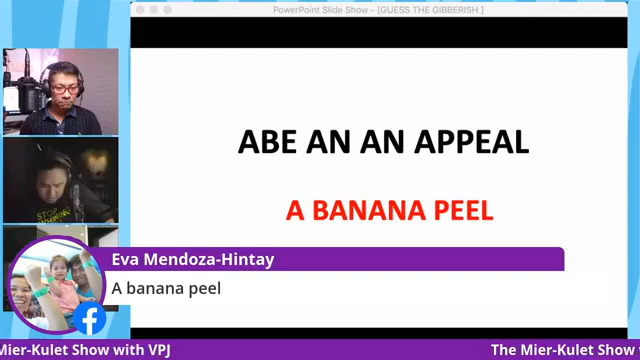 PowerPoint Slide Show - [GUESS THE GIBBERISH ]
ABE AN AN APPEAL
A BANANA PEEL
STOP
Eva Mendoza-Hintay
A banana peel
Mier-Kulet Show with VPJ
The Mier-Kulet Show